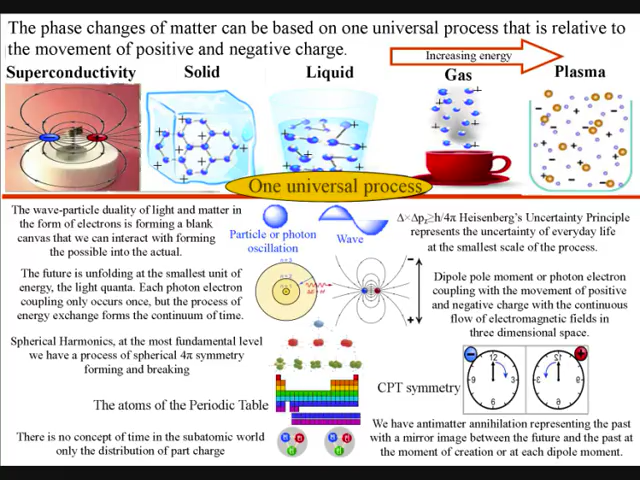 The phase changes of matter can be based on one universal process that is relative to
the movement of positive and negative charge.
Increasing energy
Superconductivity
Solid
Liquid
Gas
Plasma
One universal process
The wave-particle duality of light and matter in
the form of electrons is forming a blank
canvas that we can interact with forming
the possible into the actual.
Particle or photon
oscillation
Wave
Δ×Δpₓ≥h/4π Heisenberg's Uncertainty Principle
represents the uncertainty of everyday life
at the smallest scale of the process.
The future is unfolding at the smallest unit of
energy, the light quanta. Each photon electron
coupling only occurs once, but the process of
energy exchange forms the continuum of time.
Dipole pole moment or photon electron
coupling with the movement of positive
and negative charge with the continuous
flow of electromagnetic fields in
three dimensional space.
Spherical Harmonics, at the most fundamental level
we have a process of spherical 4π symmetry
forming and breaking
CPT symmetry
12
3
6
9
12
3
6
9
The atoms of the Periodic Table
There is no concept of time in the subatomic world
only the distribution of part charge
We have antimatter annihilation representing the past
with a mirror image between the future and the past at
the moment of creation or at each dipole moment.